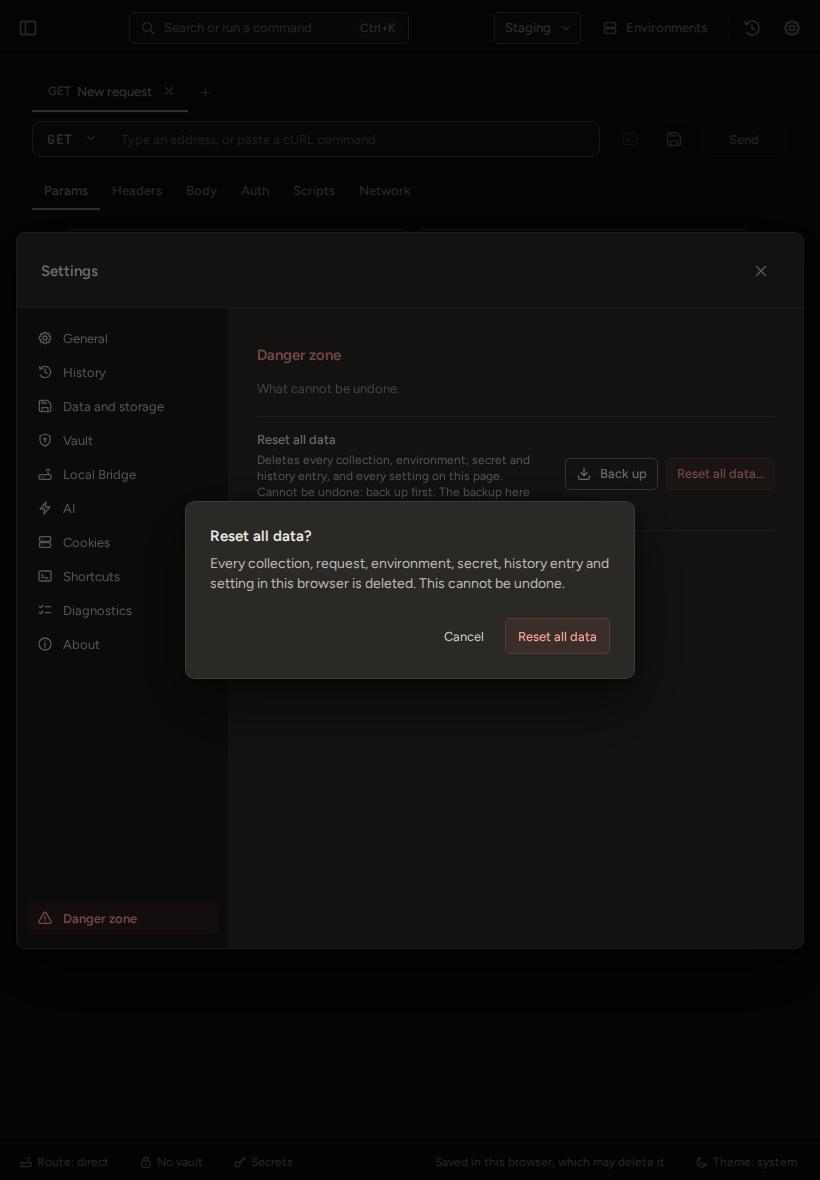 Search or run a command
Ctrl+K
Staging
Environments
GET New request
GET
Type an address, or paste a cURL command
Send
Params
Headers
Body
Auth
Scripts
Network
Settings
General
History
Data and storage
Vault
Local Bridge
AI
Cookies
Shortcuts
Diagnostics
About
Danger zone
Danger zone
What cannot be undone.
Reset all data
Deletes every collection, environment, secret and
history entry, and every setting on this page.
Cannot be undone: back up first. The backup here
Back up
Reset all data...
Reset all data?
Every collection, request, environment, secret, history entry and
setting in this browser is deleted. This cannot be undone.
Cancel
Reset all data
Route: direct
No vault
Secrets
Saved in this browser, which may delete it
Theme: system